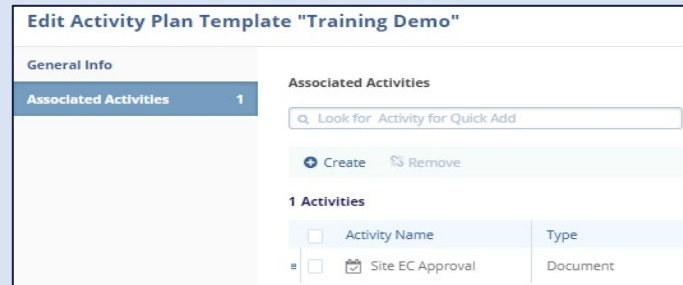 Edit Activity Plan Template "Training Demo"
General Info
Associated Activities 1
Associated Activities
Look for Activity for Quick Add
Create Remove
1 Activities
Activity Name Type
Site EC Approval Document